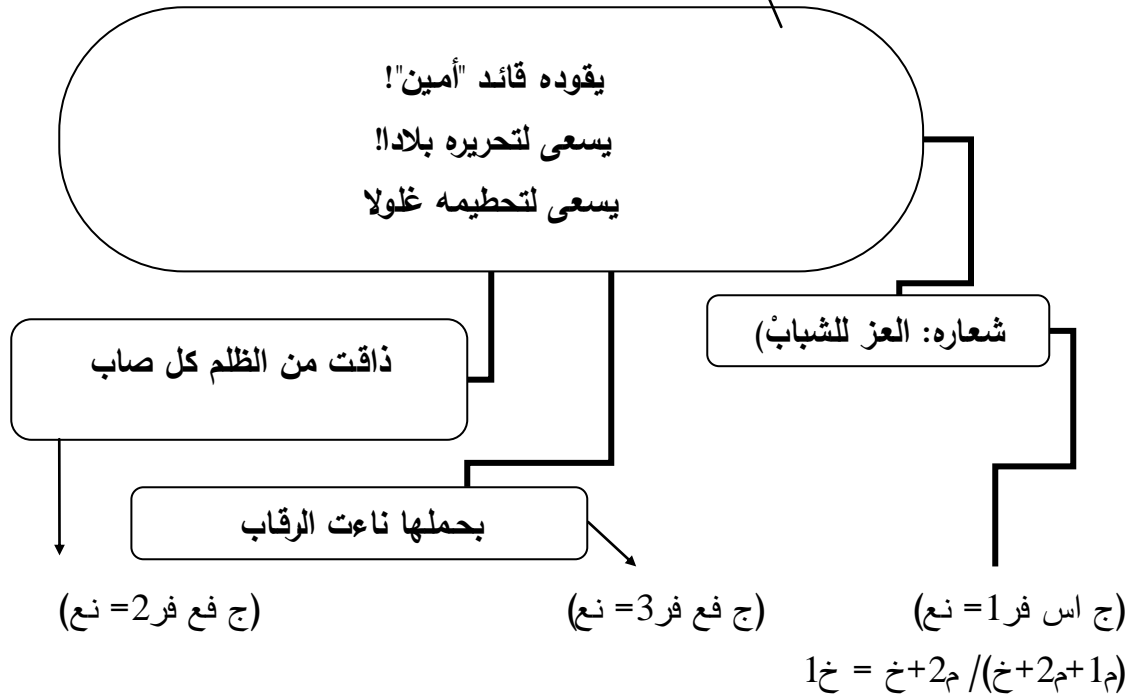 يقوده قائد "أمين"!
يسعى لتحريره بلادا!
يسعى لتحطيمه غلولا
شعاره: العز للشبابْ)
ذاقت من الظلم كل صاب
بحملها ناءت الرقاب
(ج اس فر1= نع)
(ج فع فر3= نع)
(ج فع فر2= نع)
(م1+م2+خ)/ م2+خ = خ1